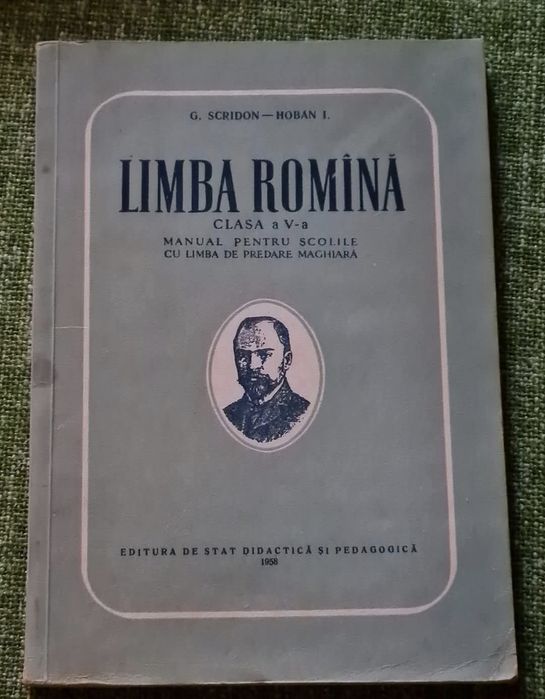 G. SCRIDON — HOBAN I.
LIMBA ROMÎNĂ
CLASA a V-a
MANUAL PENTRU ȘCOLILE
CU LIMBA DE PREDARE MAGHIARĂ
EDITURA DE STAT DIDACTICĂ ȘI PEDAGOGICĂ
1958